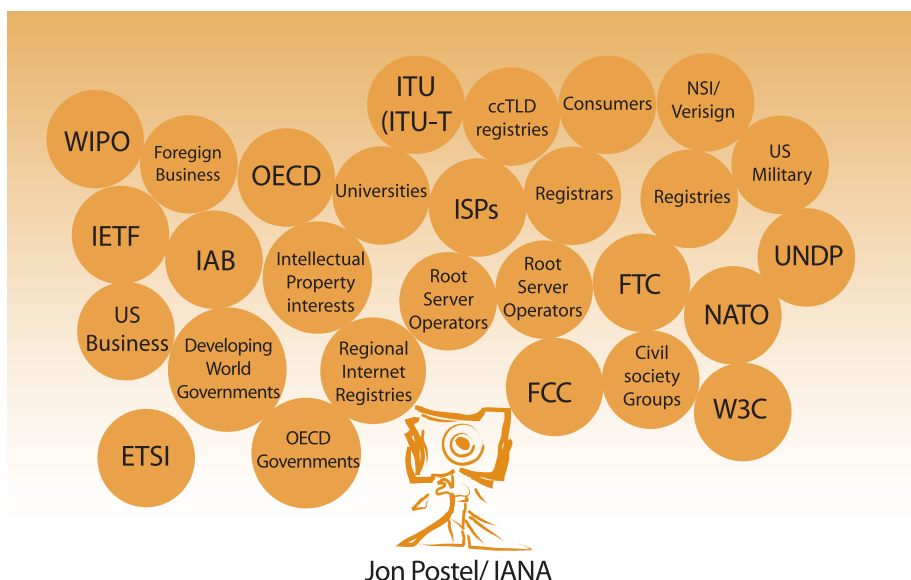 ITU
(ITU-T
ccTLD
registries
Consumers
NSI/
Verisign
WIPO
Foregign
Business
OECD
Universities
ISPs
Registrars
Registries
US
Military
IETF
IAB
Intellectual
Property
interests
Root
Server
Operators
Root
Server
Operators
FTC
NATO
UNDP
US
Business
Developing
World
Governments
Regional
Internet
Registries
FCC
Civil
society
Groups
W3C
ETSI
OECD
Governments
Jon Postel/ IANA